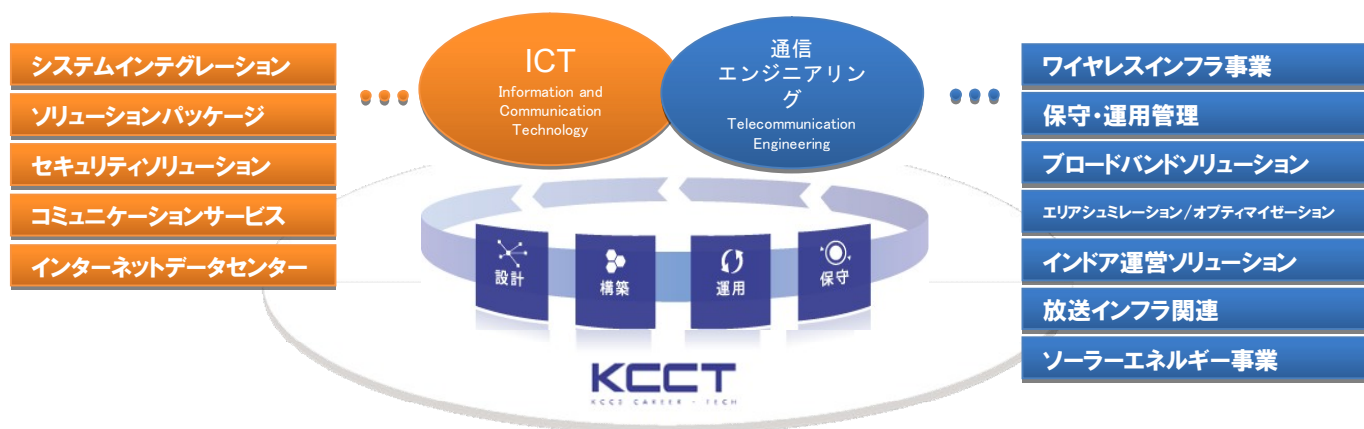 システムインテグレーション
ソリューションパッケージ
セキュリティソリューション
コミュニケーションサービス
インターネットデータセンター
ICT
Information and
Communication
Technology
通信
エンジニアリン
グ
Telecommunication
Engineering
ワイヤレスインフラ事業
保守・運用管理
ブロードバンドソリューション
エリアシュミレーション/オプティマイゼーション
インドア運営ソリューション
放送インフラ関連
ソーラーエネルギー事業
設計
構築
運用
保守
KCCT
KCCS CAREER - TECH